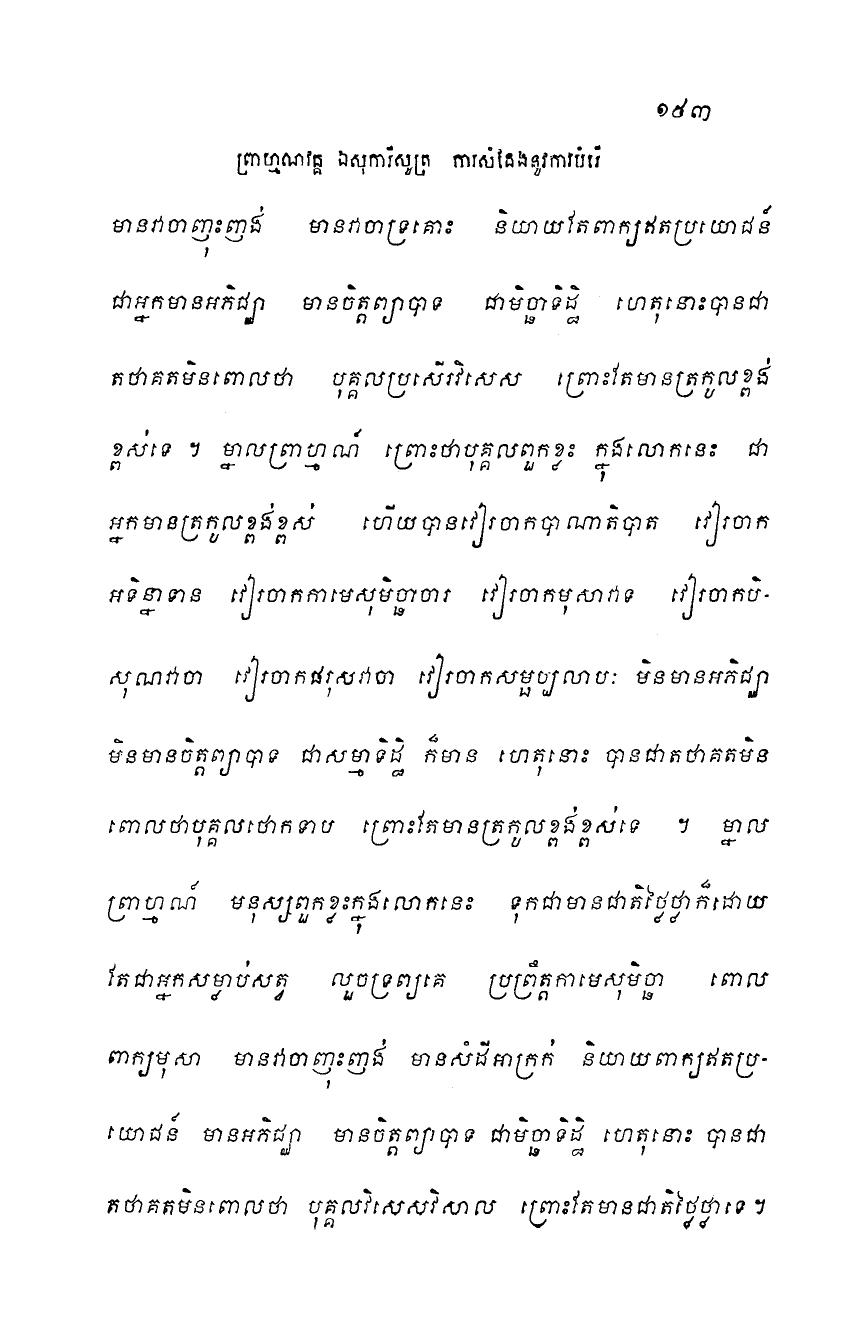 ១៥៣
ព្រាហ្មណវគ្គ ឯសុការីសូត្រ ការសំដែងនូវការបំរើ
មានវាចាញុះញង់ មានវាចាទ្រគោះ និយាយតែពាក្យឥតប្រយោជន៍
ជាអ្នកមានអភិជ្ឈា មានចិត្តព្យាបាទ ជាមិច្ឆាទិដ្ឋិ ហេតុនោះបានជា
តថាគតមិនពោលថា បុគ្គលប្រសើរវិសេស ព្រោះតែមានត្រកូលខ្ពង់
ខ្ពស់ទេ ។ ម្នាលព្រាហ្មណ៍ ព្រោះថាបុគ្គលពួកខ្លះ ក្នុងលោកនេះ ជា
អ្នកមានត្រកូលខ្ពង់ខ្ពស់ ហើយបានវៀរចាកបាណាតិបាត វៀរចាក
អទិន្នាទាន វៀរចាកកាមេសុមិច្ឆាចារ វៀរចាកមុសាវាទ វៀរចាកបិ-
សុណវាចា វៀរចាកផរុសវាចា វៀរចាកសម្ផប្បលាបៈ មិនមានអភិជ្ឈា
មិនមានចិត្តព្យាបាទ ជាសម្មាទិដ្ឋិ ក៏មាន ហេតុនោះ បានជាតថាគតមិន
ពោលថាបុគ្គលថោកទាប ព្រោះតែមានត្រកូលខ្ពង់ខ្ពស់ទេ ។ ម្នាល
ព្រាហ្មណ៍ មនុស្សពួកខ្លះក្នុងលោកនេះ ទុកជាមានជាតិថ្លៃថ្លាក៏ដោយ
តែជាអ្នកសម្លាប់សត្វ លួចទ្រព្យគេ ប្រព្រឹត្តកាមេសុមិច្ឆា ពោល
ពាក្យមុសា មានវាចាញុះញង់ មានសំដីអាក្រក់ និយាយពាក្យឥតប្រ-
យោជន៍ មានអភិជ្ឈា មានចិត្តព្យាបាទ ជាមិច្ឆាទិដ្ឋិ ហេតុនោះ បានជា
តថាគតមិនពោលថា បុគ្គលវិសេសវិសាល ព្រោះតែមានជាតិថ្លៃថ្លាទេ ។